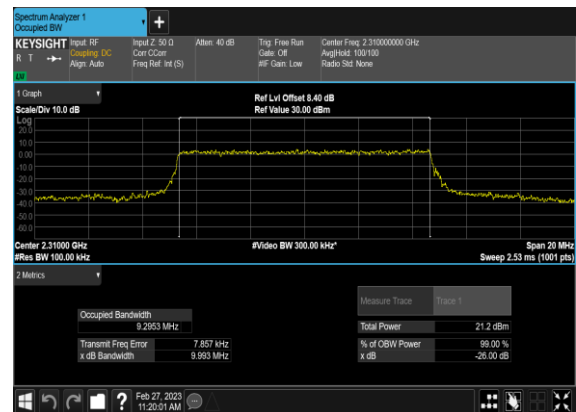 Spectrum Analyzer 1
Occupied BW
KEYSIGHT Input: RF Input Z: 50 Ω Atten: 40 dB Trig: Free Run Center Freq: 2.310000000 GHz
R T Coupling: DC Corr CCorr Gate: Off Avg|Hold: 100/100
Align: Auto Freq Ref: Int (S) #IF Gain: Low Radio Std: None
LW
1 Graph
Ref Lvl Offset 8.40 dB
Scale/Div 10.0 dB Ref Value 30.00 dBm
Log
20.0
10.0
0.00
-10.0
-20.0
-30.0
-40.0
-50.0
-60.0
Center 2.31000 GHz #Video BW 300.00 kHz* Span 20 MHz
#Res BW 100.00 kHz Sweep 2.53 ms (1001 pts)
2 Metrics
Measure Trace Trace 1
Occupied Bandwidth
9.2953 MHz Total Power 21.2 dBm
Transmit Freq Error 7.857 kHz % of OBW Power 99.00 %
x dB Bandwidth 9.993 MHz x dB -26.00 dB
? Feb 27, 2023
11:20:01 AM